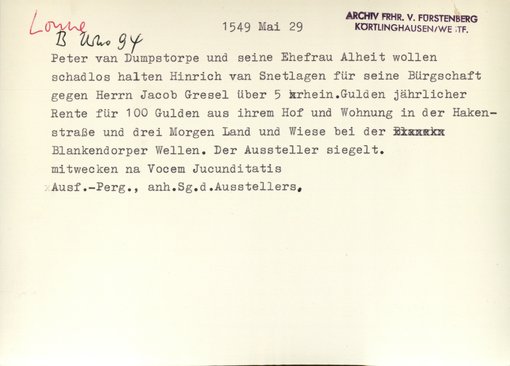 1549 Mai 29
ARCHIV FRHR. V. FÜRSTENBERG
KÖRTLINGHAUSEN/WESTF.
B Urk 94
Peter van Dumpstorpe und seine Ehefrau Alheit wollen
schadlos halten Hinrich van Snetlagen für seine Bürgschaft
gegen Herrn Jacob Gresel über 5 rhein.Gulden jährlicher
Rente für 100 Gulden aus ihrem Hof und Wohnung in der Haken-
straße und drei Morgen Land und Wiese bei der
Blankendorper Wellen. Der Aussteller siegelt.
mitwecken na Vocem Jucunditatis
Ausf.-Perg., anh.Sg.d.Ausstellers.